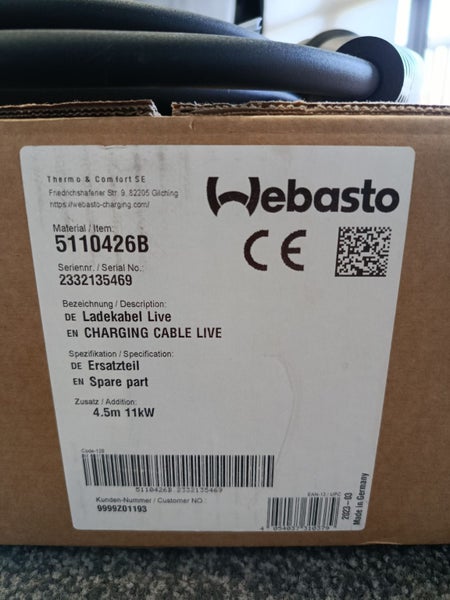 Thermo & Comfort SE
Friedrichshafener Str. 9, 82205 Gilching
https://webasto-charging.com/
Webasto
CE
Material / Item:
5110426B
Seriennr. / Serial No.:
2332135469
Bezeichnung / Description:
DE Ladekabel Live
EN CHARGING CABLE LIVE
Spezifikation / Specification:
DE Ersatzteil
EN Spare part
Zusatz / Addition:
4.5m 11kW
Code-128
5110426B 2332135469
Kunden-Nummer / Customer NO.:
9999Z01193
EAN-13 / UPC
2023-03
Made in Germany